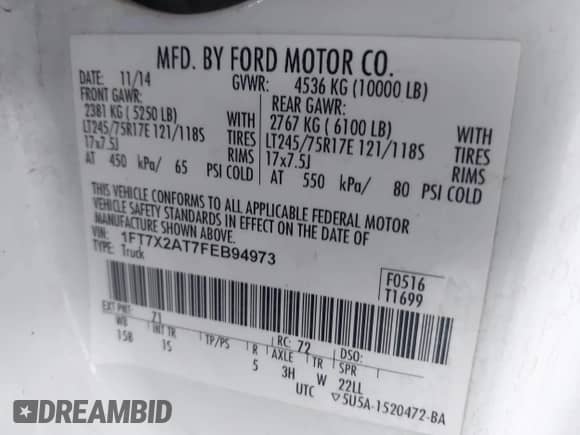 MFD. BY FORD MOTOR CO.
DATE: 11/14 GVWR: 4536 KG (10000 LB)
FRONT GAWR: REAR GAWR:
2381 KG ( 5250 LB) WITH 2767 KG ( 6100 LB) WITH
LT245/75R17E 121/118S TIRES LT245/75R17E 121/118S TIRES
17x7.5J RIMS 17x7.5J RIMS
AT 450 kPa/ 65 PSI COLD AT 550 kPa/ 80 PSI COLD
THIS VEHICLE CONFORMS TO ALL APPLICABLE FEDERAL MOTOR
VEHICLE SAFETY STANDARDS IN EFFECT ON THE DATE OF
MANUFACTURE SHOWN ABOVE.
VIN: 1FT7X2AT7FEB94973
TYPE: Truck
F0516
T1699
EXT PNT: Z1 RC: 72 DSO:
WB INT TR TP/PS R AXLE TR SPR
158 15 5 3H W 22LL
UTC ▽5U5A-1520472-BA
DREAMBID